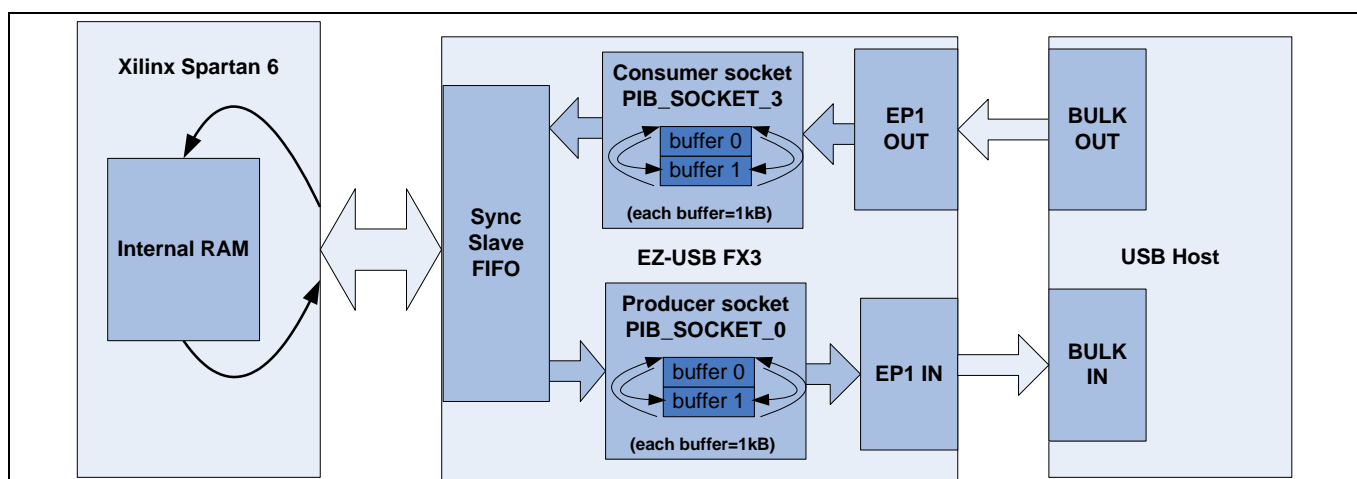 Xilinx Spartan 6
Internal RAM
Sync
Slave
FIFO
Consumer socket
PIB_SOCKET_3
buffer 0
buffer 1
(each buffer=1kB)
EZ-USB FX3
Producer socket
PIB_SOCKET_0
buffer 0
buffer 1
(each buffer=1kB)
EP1
OUT
EP1 IN
BULK
OUT
USB Host
BULK
IN